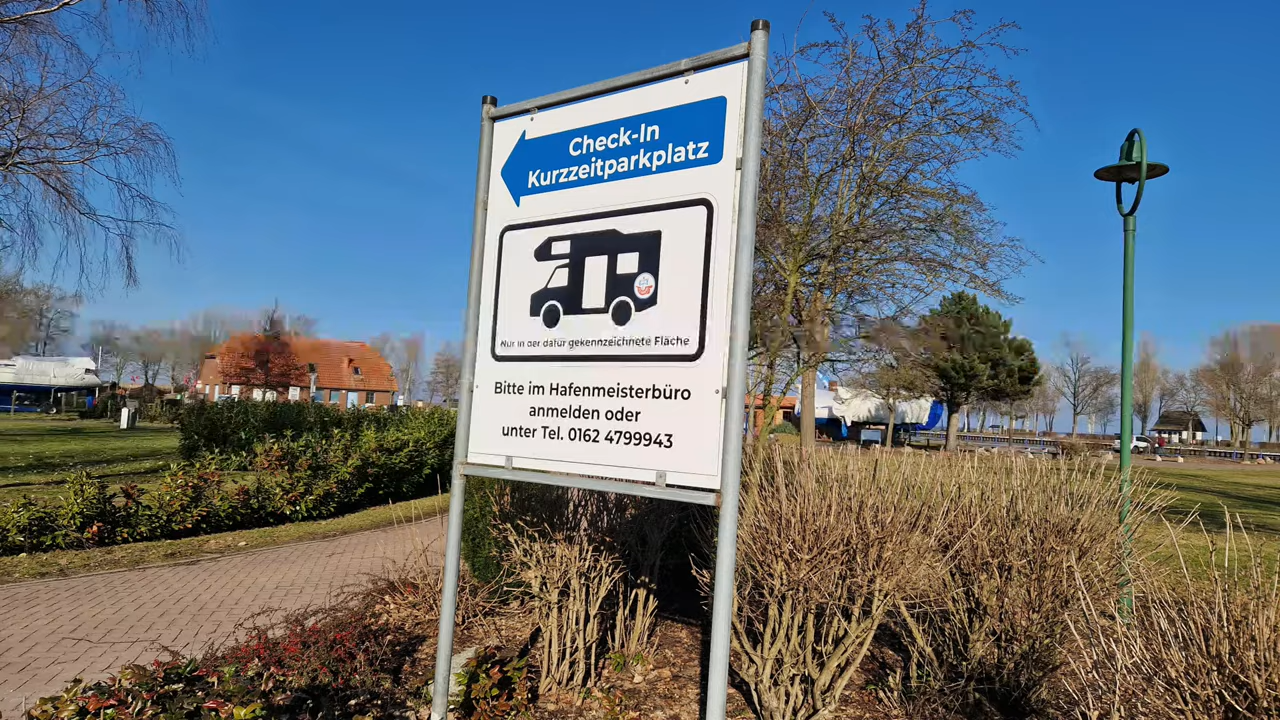 Check-In
Kurzzeitparkplatz
Nur in der dafür gekennzeichnete Fläche
Bitte im Hafenmeisterbüro
anmelden oder
unter Tel. 0162 4799943